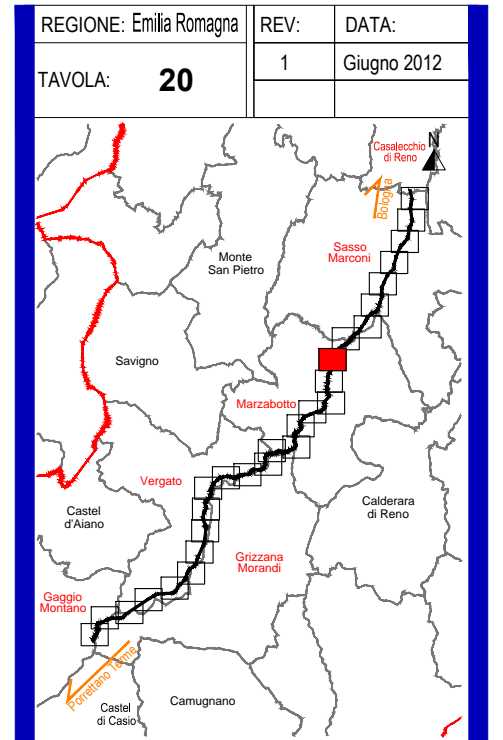 REGIONE: Emilia Romagna
REV:
DATA:
TAVOLA: 20
1
Giugno 2012
Casalecchio
di Reno
N
Bologna
Sasso
Marconi
Monte
San Pietro
Savigno
Marzabotto
Vergato
Castel
d'Aiano
Calderara
di Reno
Grizzana
Morandi
Gaggio
Montano
Porrettano Terme
Castel
di Casio
Camugnano